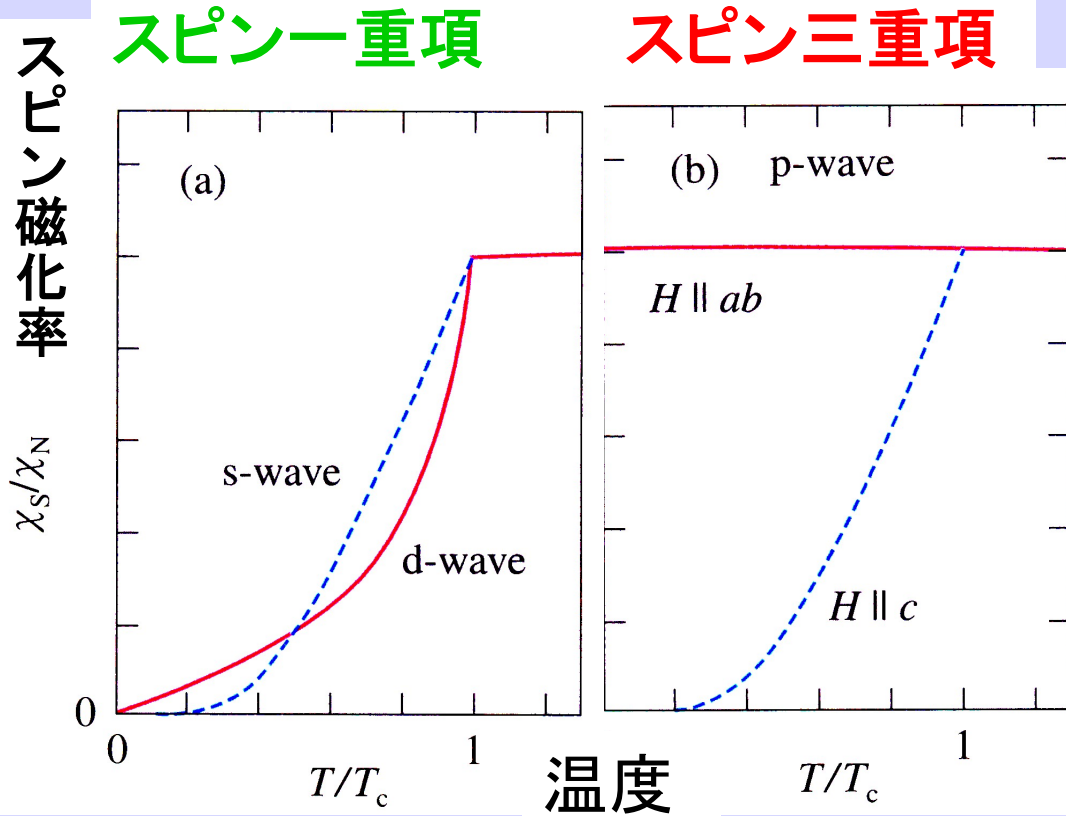 スピン一重項
スピン三重項
スピン磁化率 χS/χN
(a)
s-wave
d-wave
0
0
1
T/Tc
(b) p-wave
H || ab
H || c
1
T/Tc
温度